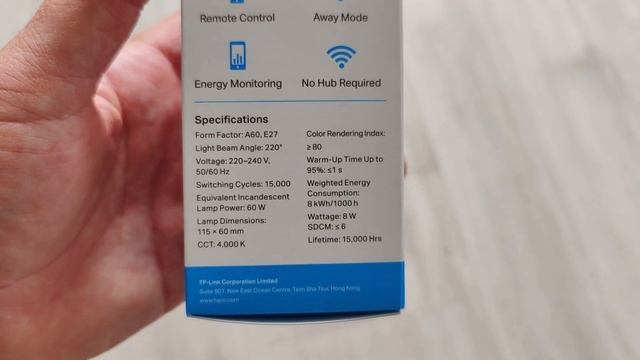 Remote Control
Away Mode
Energy Monitoring
No Hub Required
Specifications
Form Factor: A60, E27
Light Beam Angle: 220°
Voltage: 220–240 V,
50/60 Hz
Switching Cycles: 15,000
Equivalent Incandescent
Lamp Power: 60 W
Lamp Dimensions:
115 × 60 mm
CCT: 4,000 K
Color Rendering Index:
≥ 80
Warm-Up Time Up to
95%: ≤1 s
Weighted Energy
Consumption:
8 kWh/1000 h
Wattage: 8 W
SDCM: ≤ 6
Lifetime: 15,000 Hrs
TP-Link Corporation Limited
Suite 901, New East Ocean Centre, Tsim Sha Tsui, Hong Kong
www.tapo.com